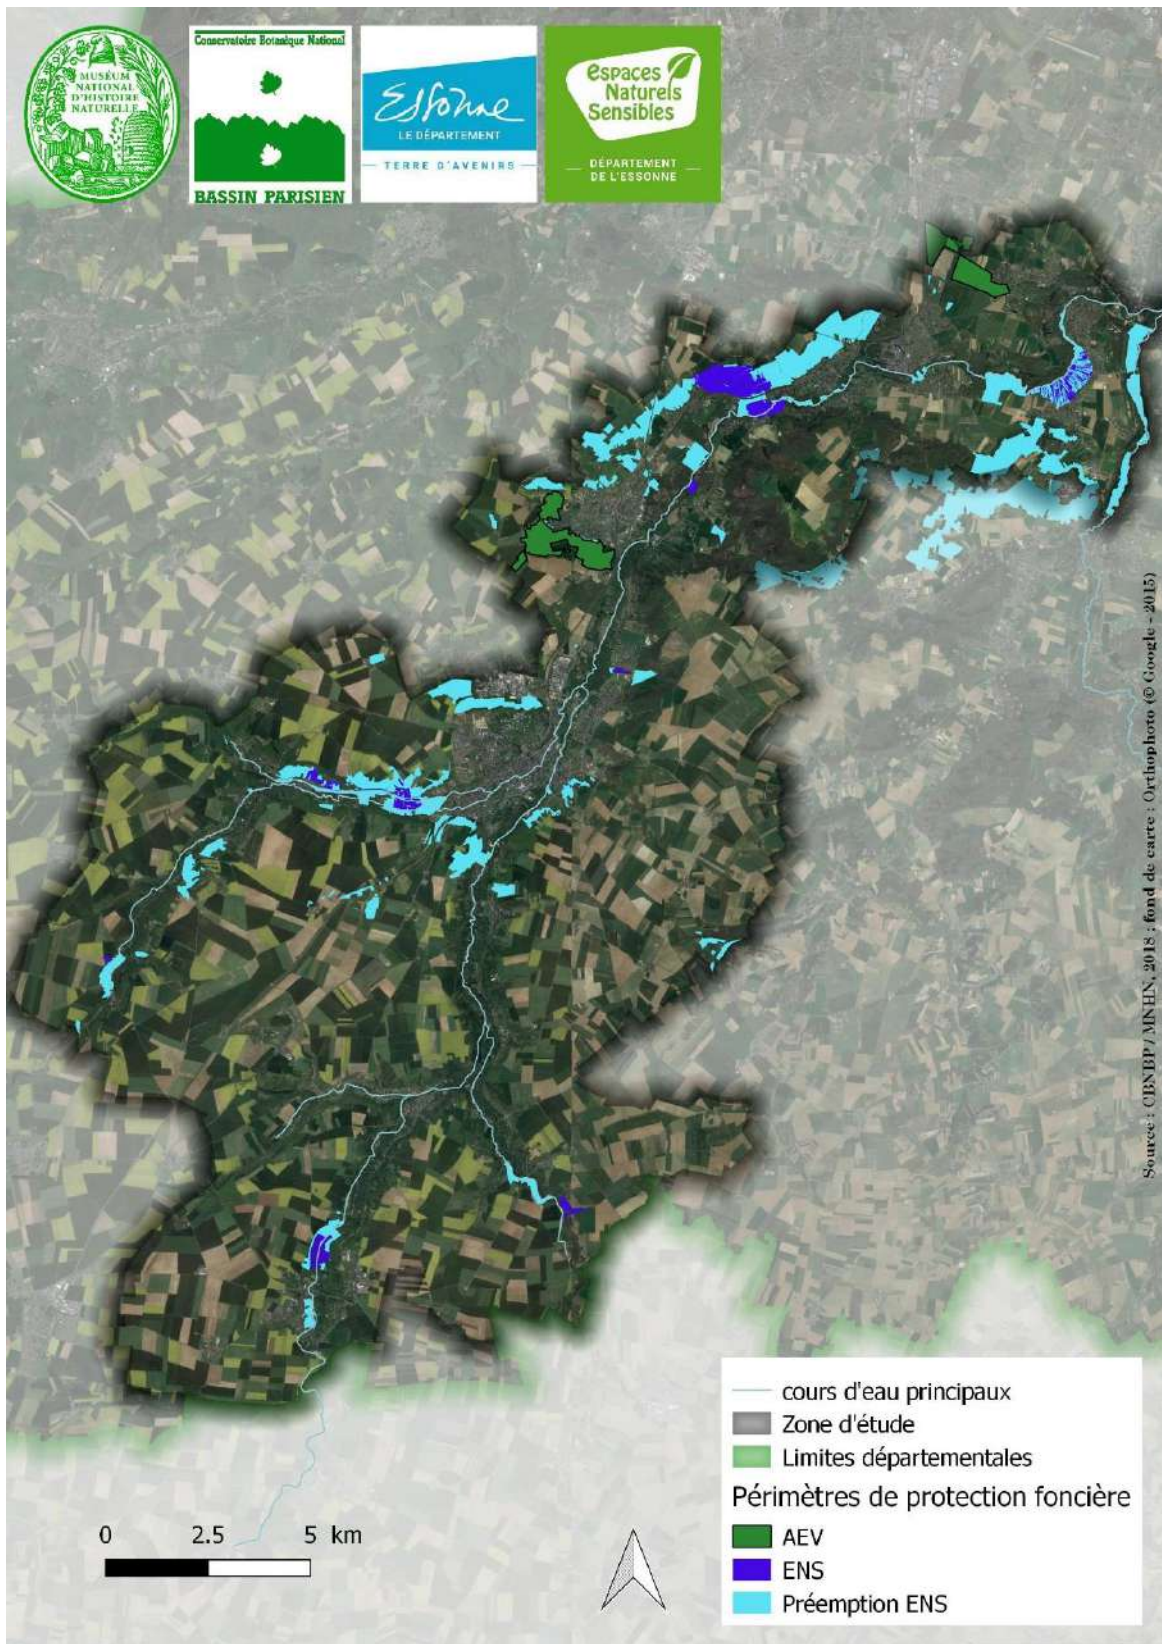 MUSÉUM
NATIONAL
D'HISTOIRE
NATURELLE
Conservatoire Botanique National
BASSIN PARISIEN
Essonne
LE DÉPARTEMENT
TERRE D'AVENIRS
espaces
Naturels
Sensibles
DÉPARTEMENT
DE L'ESSONNE
Source : CBNBP / MNHN, 2018 ; fond de carte : Orthophoto (© Google - 2015)
cours d'eau principaux
Zone d'étude
Limites départementales
Périmètres de protection foncière
AEV
ENS
Préemption ENS
0 2.5 5 km